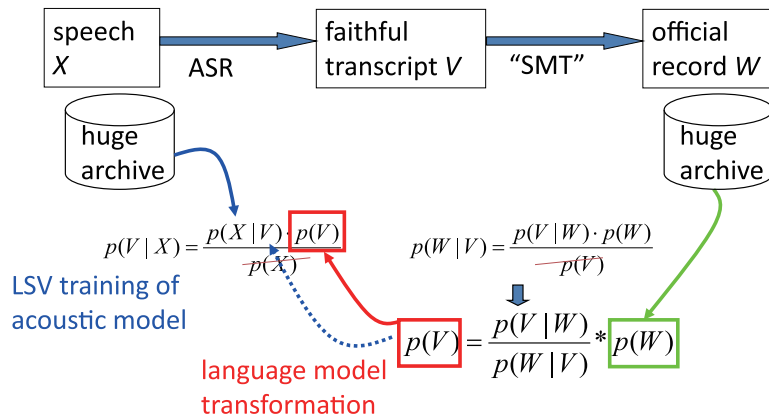 speech
X
ASR
faithful
transcript V
“SMT”
official
record W
huge
archive
huge
archive
p(V | X) = p(X | V) · p(V) / p(X)
p(W | V) = p(V | W) · p(W) / p(V)
LSV training of
acoustic model
p(V) = p(V | W) / p(W | V) * p(W)
language model
transformation